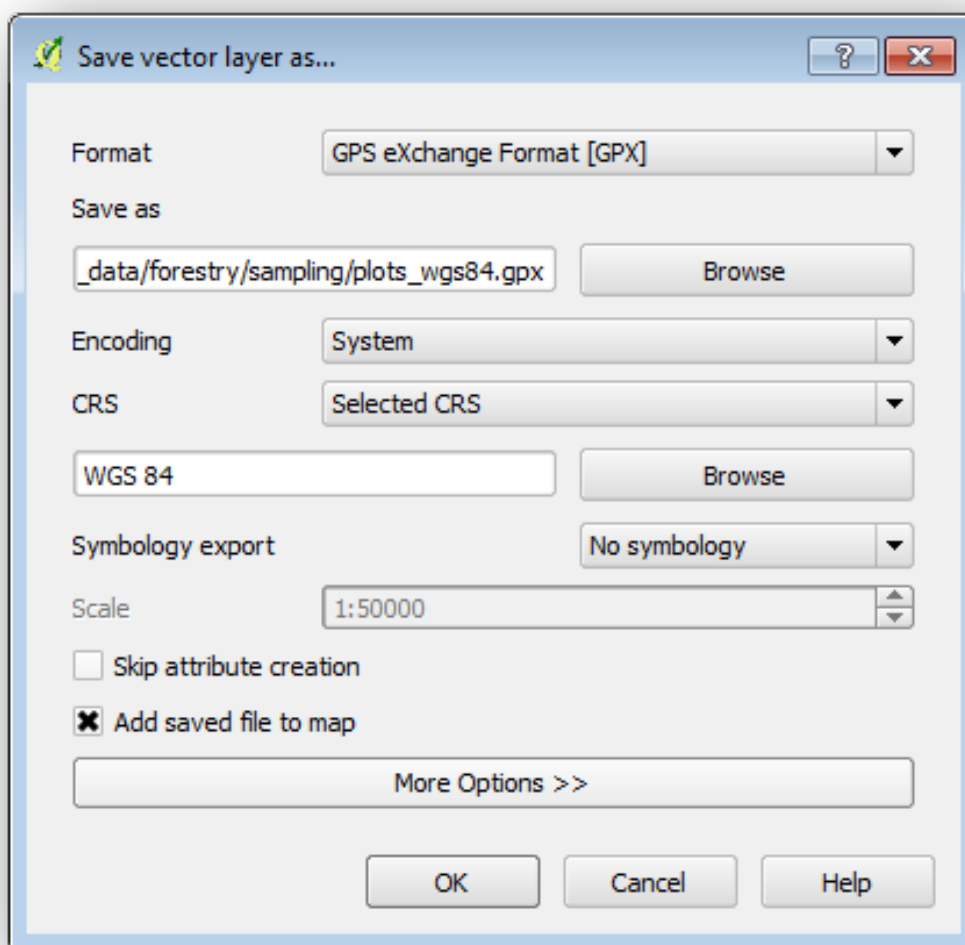 Save vector layer as...
Format GPS eXchange Format [GPX]
Save as
_data/forestry/sampling/plots_wgs84.gpx Browse
Encoding System
CRS Selected CRS
WGS 84 Browse
Symbology export No symbology
Scale 1:50000
Skip attribute creation
Add saved file to map
More Options >>
OK Cancel Help